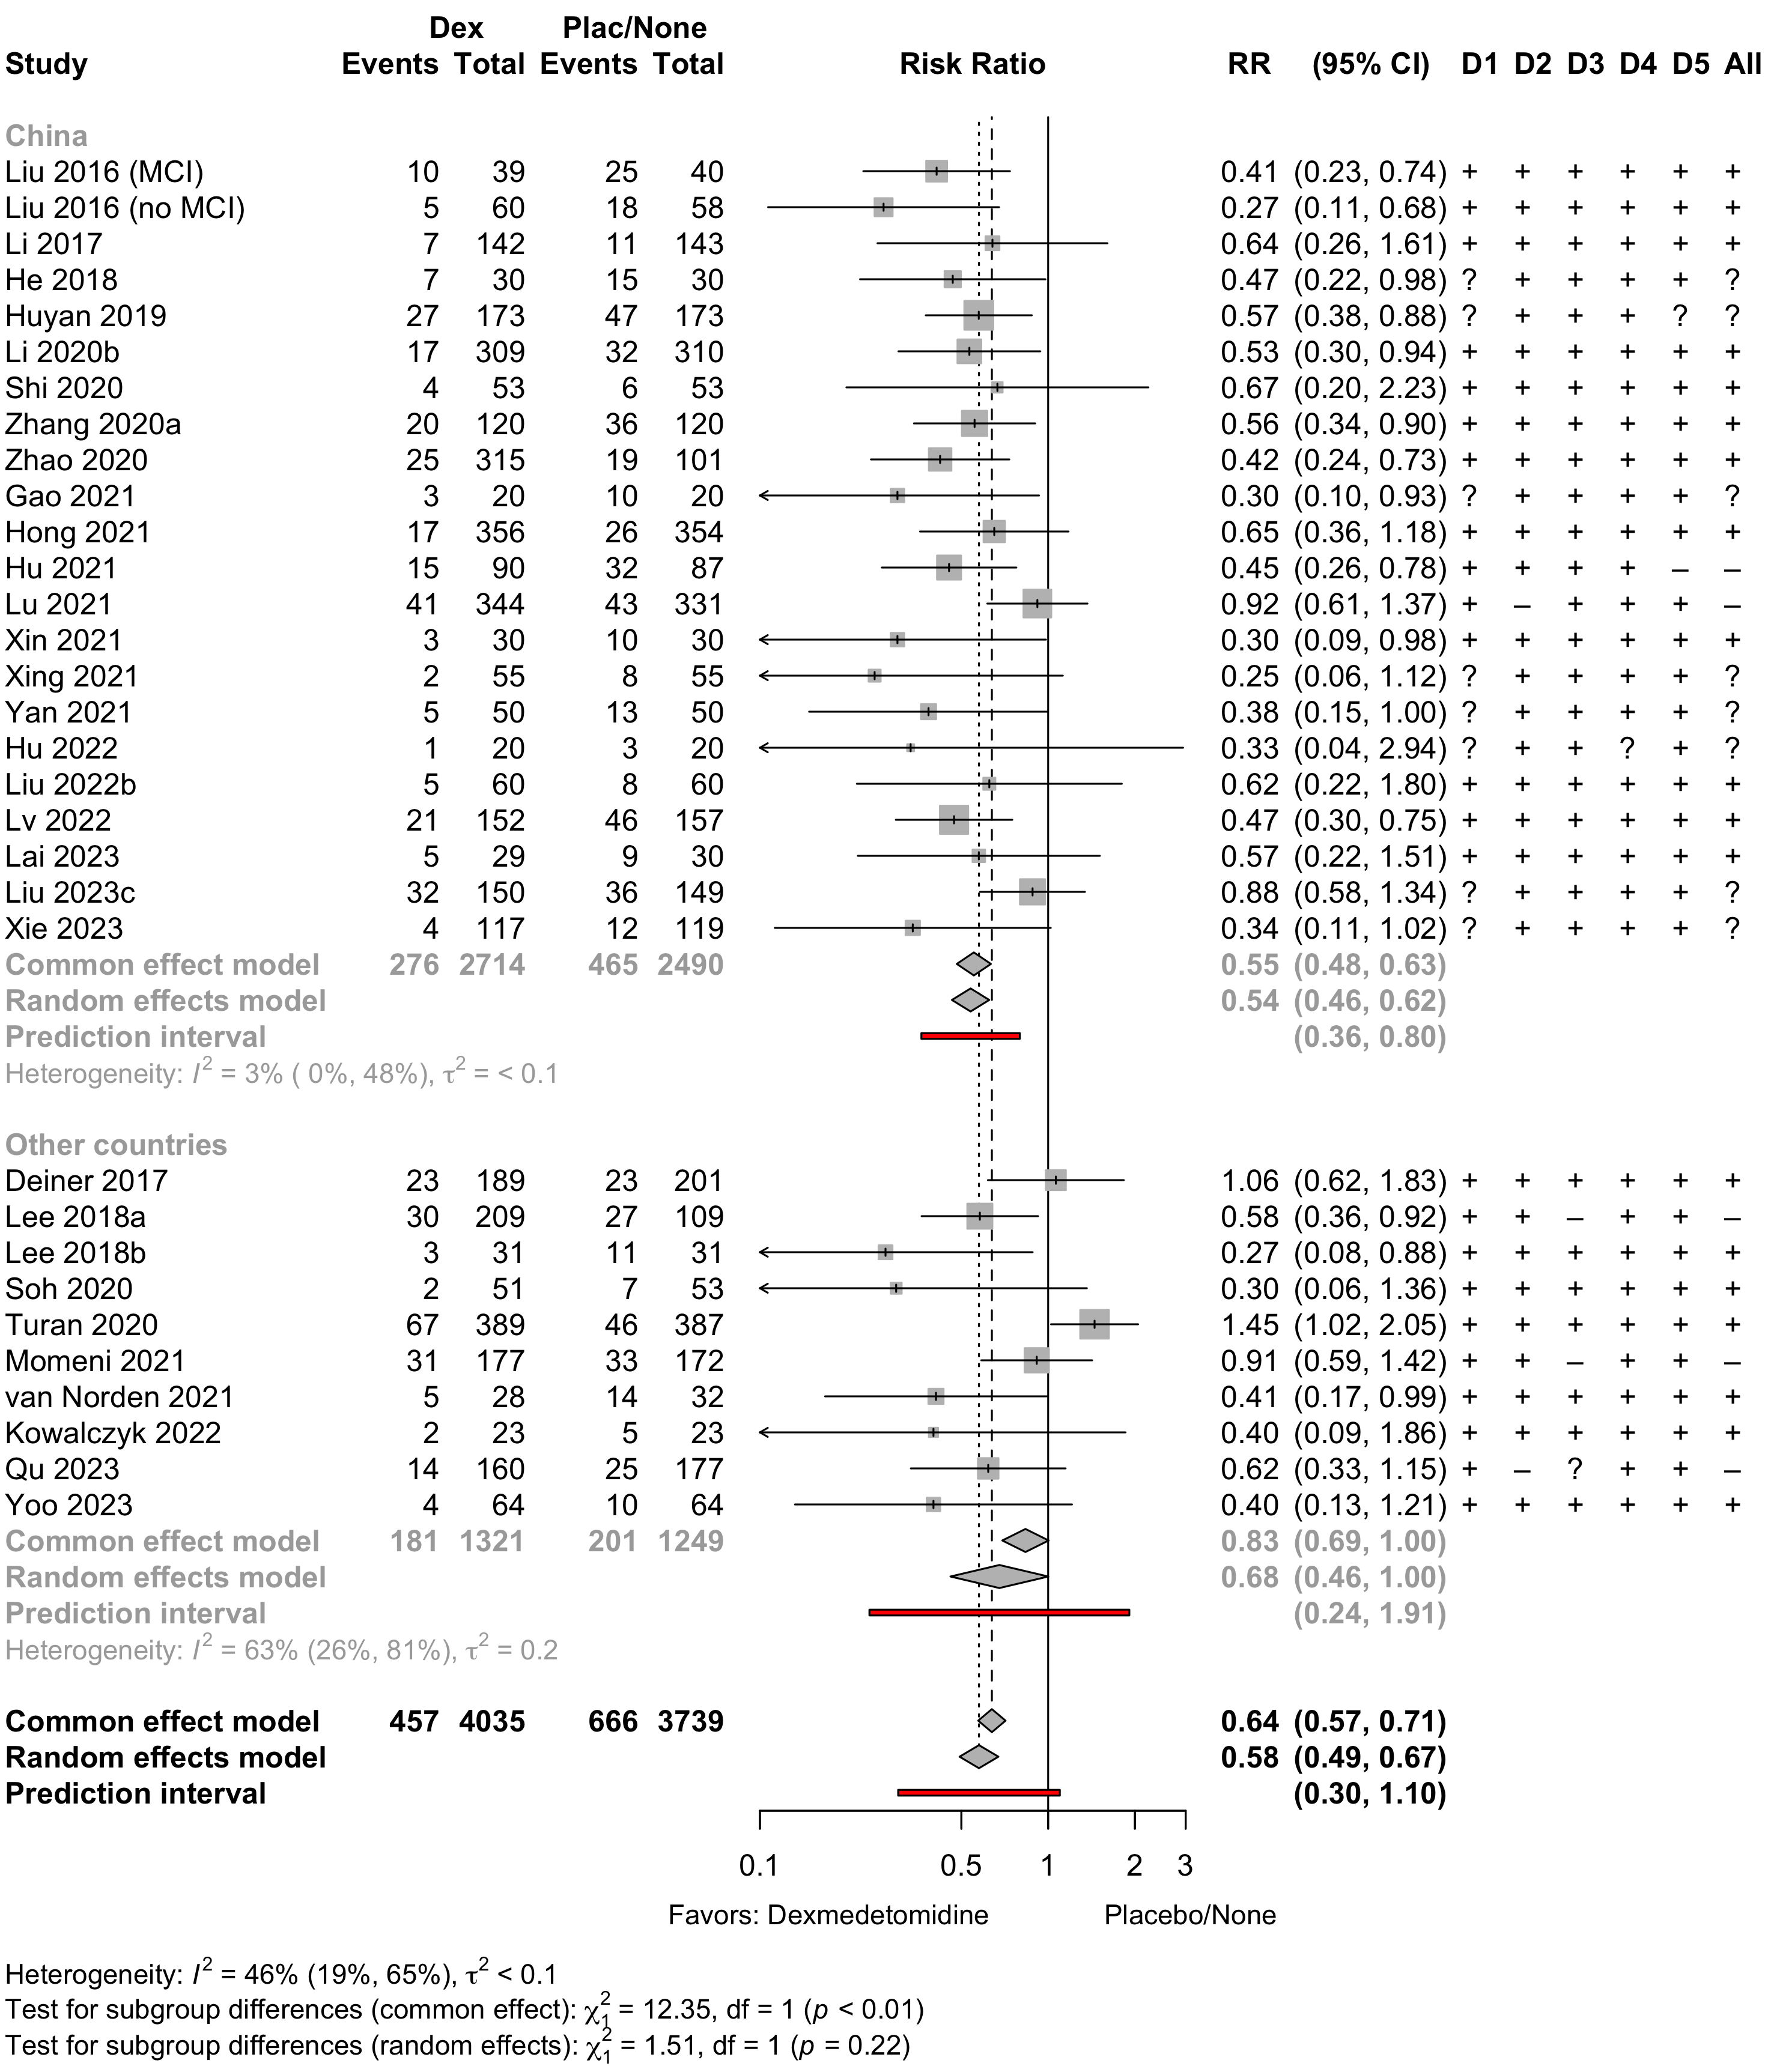 Dex Plac/None
Study Events Total Events Total Risk Ratio RR (95% CI) D1 D2 D3 D4 D5 All
China
Liu 2016 (MCI) 10 39 25 40 0.41 (0.23, 0.74) + + + + + +
Liu 2016 (no MCI) 5 60 18 58 0.27 (0.11, 0.68) + + + + + +
Li 2017 7 142 11 143 0.64 (0.26, 1.61) + + + + + +
He 2018 7 30 15 30 0.47 (0.22, 0.98) ? + + + + ?
Huyan 2019 27 173 47 173 0.57 (0.38, 0.88) ? + + + ? ?
Li 2020b 17 309 32 310 0.53 (0.30, 0.94) + + + + + +
Shi 2020 4 53 6 53 0.67 (0.20, 2.23) + + + + + +
Zhang 2020a 20 120 36 120 0.56 (0.34, 0.90) + + + + + +
Zhao 2020 25 315 19 101 0.42 (0.24, 0.73) + + + + + +
Gao 2021 3 20 10 20 0.30 (0.10, 0.93) ? + + + + ?
Hong 2021 17 356 26 354 0.65 (0.36, 1.18) + + + + + +
Hu 2021 15 90 32 87 0.45 (0.26, 0.78) + + + + – –
Lu 2021 41 344 43 331 0.92 (0.61, 1.37) + – + + + –
Xin 2021 3 30 10 30 0.30 (0.09, 0.98) + + + + + +
Xing 2021 2 55 8 55 0.25 (0.06, 1.12) ? + + + + ?
Yan 2021 5 50 13 50 0.38 (0.15, 1.00) ? + + + + ?
Hu 2022 1 20 3 20 0.33 (0.04, 2.94) ? + + ? + ?
Liu 2022b 5 60 8 60 0.62 (0.22, 1.80) + + + + + +
Lv 2022 21 152 46 157 0.47 (0.30, 0.75) + + + + + +
Lai 2023 5 29 9 30 0.57 (0.22, 1.51) + + + + + +
Liu 2023c 32 150 36 149 0.88 (0.58, 1.34) ? + + + + ?
Xie 2023 4 117 12 119 0.34 (0.11, 1.02) ? + + + + ?
Common effect model 276 2714 465 2490 0.55 (0.48, 0.63)
Random effects model 0.54 (0.46, 0.62)
Prediction interval (0.36, 0.80)
Heterogeneity: I² = 3% ( 0%, 48%), τ² = < 0.1
Other countries
Deiner 2017 23 189 23 201 1.06 (0.62, 1.83) + + + + + +
Lee 2018a 30 209 27 109 0.58 (0.36, 0.92) + + – + + –
Lee 2018b 3 31 11 31 0.27 (0.08, 0.88) + + + + + +
Soh 2020 2 51 7 53 0.30 (0.06, 1.36) + + + + + +
Turan 2020 67 389 46 387 1.45 (1.02, 2.05) + + + + + +
Momeni 2021 31 177 33 172 0.91 (0.59, 1.42) + + – + + –
van Norden 2021 5 28 14 32 0.41 (0.17, 0.99) + + + + + +
Kowalczyk 2022 2 23 5 23 0.40 (0.09, 1.86) + + + + + +
Qu 2023 14 160 25 177 0.62 (0.33, 1.15) + – ? + + –
Yoo 2023 4 64 10 64 0.40 (0.13, 1.21) + + + + + +
Common effect model 181 1321 201 1249 0.83 (0.69, 1.00)
Random effects model 0.68 (0.46, 1.00)
Prediction interval (0.24, 1.91)
Heterogeneity: I² = 63% (26%, 81%), τ² = 0.2
Common effect model 457 4035 666 3739 0.64 (0.57, 0.71)
Random effects model 0.58 (0.49, 0.67)
Prediction interval (0.30, 1.10)
0.1 0.5 1 2 3
Favors: Dexmedetomidine Placebo/None
Heterogeneity: I² = 46% (19%, 65%), τ² < 0.1
Test for subgroup differences (common effect): χ₁² = 12.35, df = 1 (p < 0.01)
Test for subgroup differences (random effects): χ₁² = 1.51, df = 1 (p = 0.22)